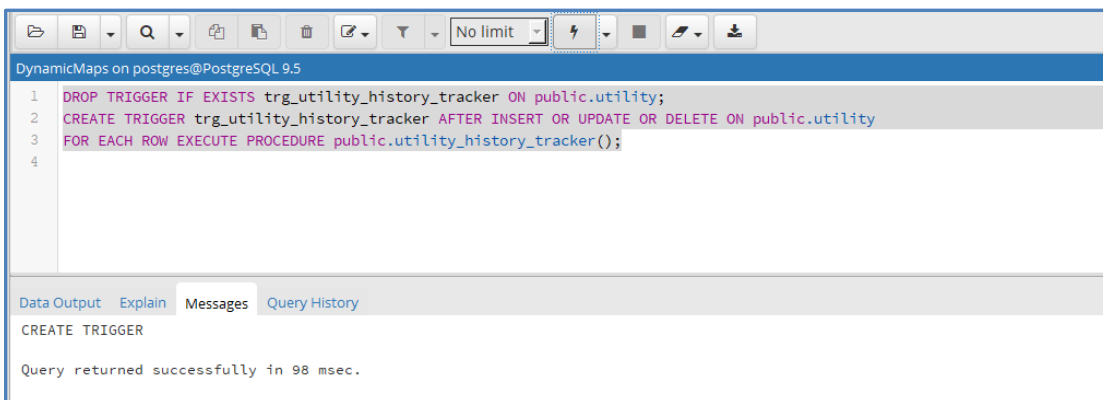 No limit
DynamicMaps on postgres@PostgreSQL 9.5
1 DROP TRIGGER IF EXISTS trg_utility_history_tracker ON public.utility;
2 CREATE TRIGGER trg_utility_history_tracker AFTER INSERT OR UPDATE OR DELETE ON public.utility
3 FOR EACH ROW EXECUTE PROCEDURE public.utility_history_tracker();
4
Data Output Explain Messages Query History
CREATE TRIGGER
Query returned successfully in 98 msec.